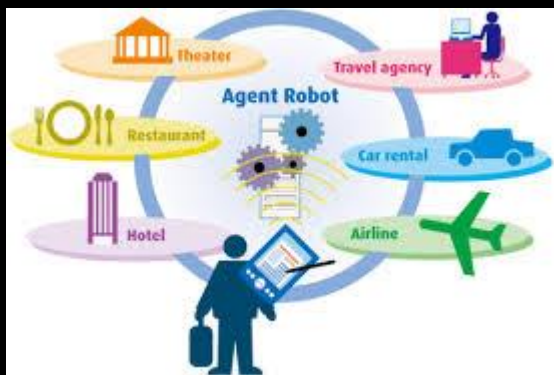 Theater
Travel agency
Agent Robot
Restaurant
Car rental
Hotel
Airline